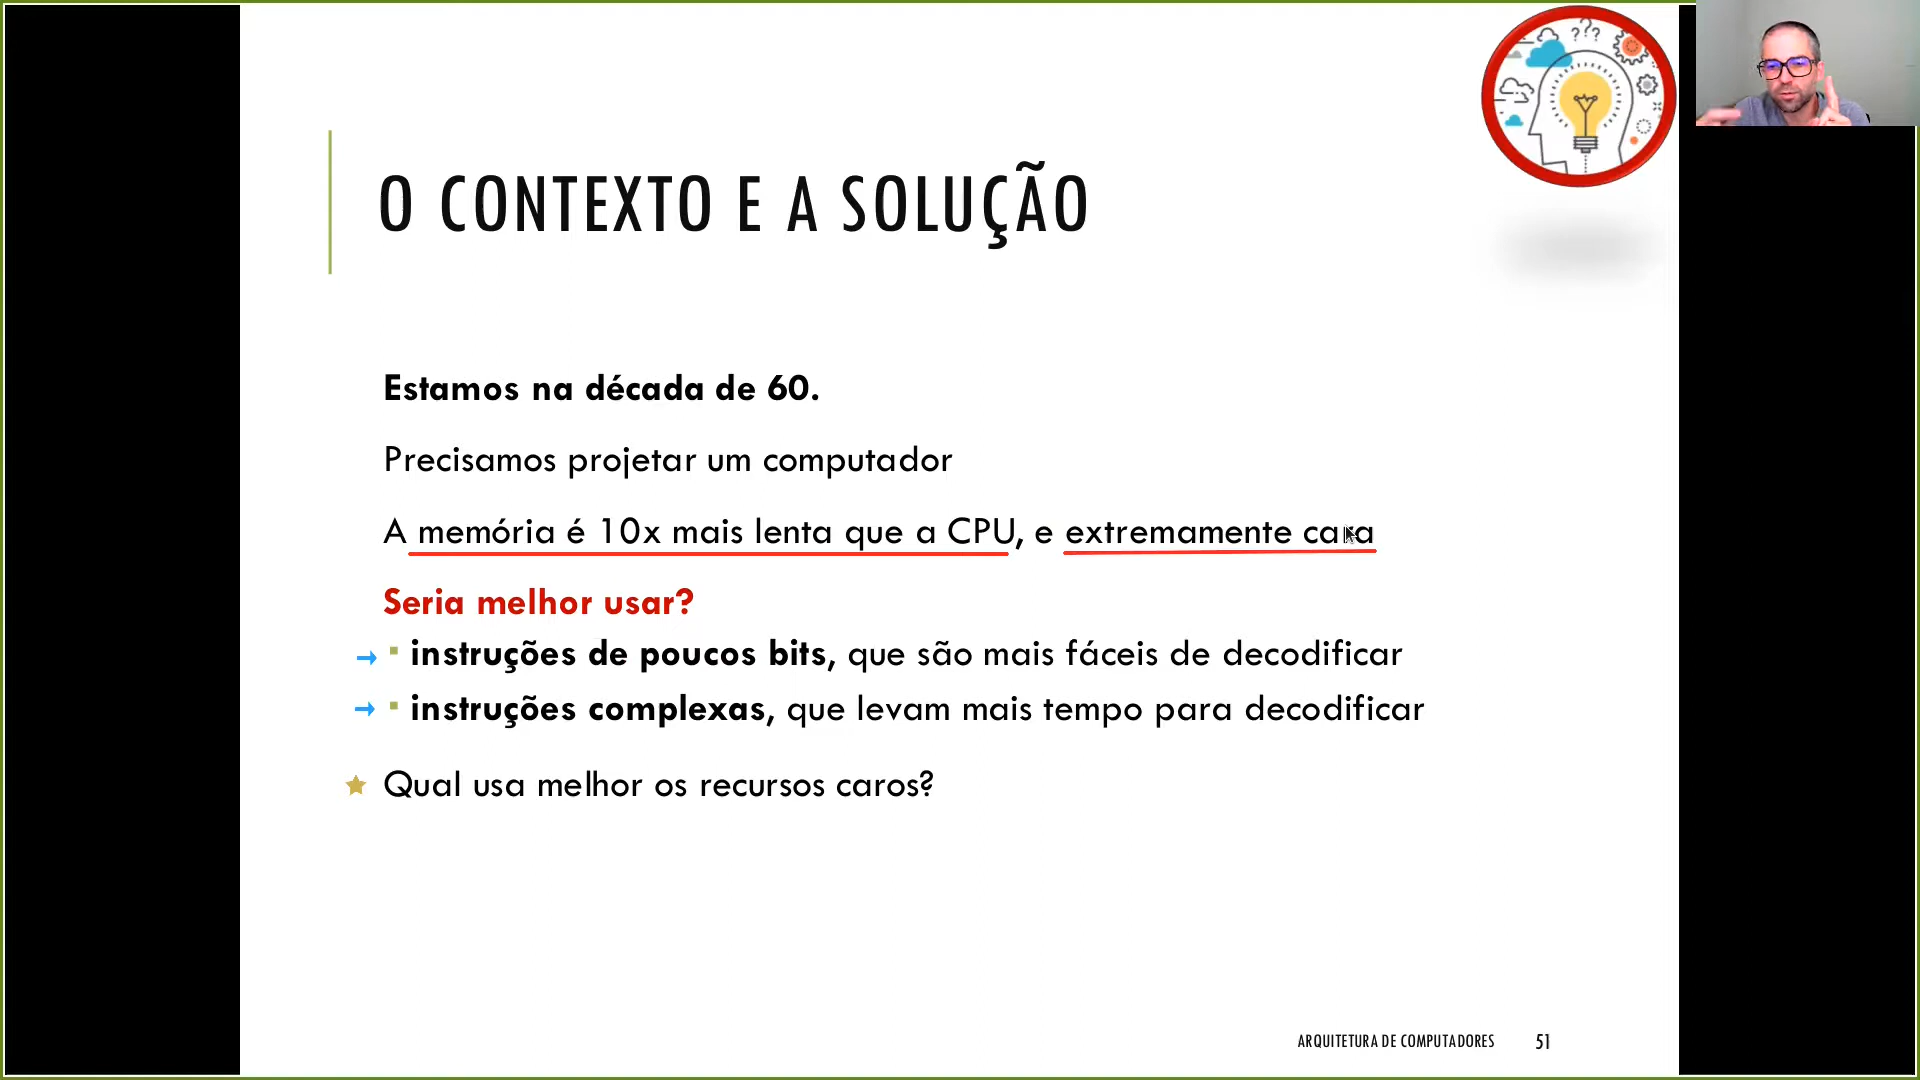 ???
O CONTEXTO E A SOLUÇÃO
Estamos na década de 60.
Precisamos projetar um computador
A memória é 10x mais lenta que a CPU, e extremamente cara
Seria melhor usar?
→ ▪ instruções de poucos bits, que são mais fáceis de decodificar
→ ▪ instruções complexas, que levam mais tempo para decodificar
★ Qual usa melhor os recursos caros?
ARQUITETURA DE COMPUTADORES 51